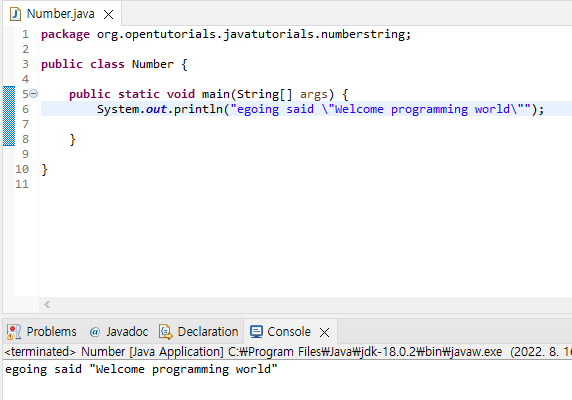 Number.java
1 package org.opentutorials.javatutorials.numberstring;
2
3 public class Number {
4
5 public static void main(String[] args) {
6 System.out.println("egoing said \"Welcome programming world\"");
7
8 }
9
10 }
11
Problems @ Javadoc Declaration Console
<terminated> Number [Java Application] C:₩Program Files₩Java₩jdk-18.0.2₩bin₩javaw.exe (2022. 8. 16
egoing said "Welcome programming world"